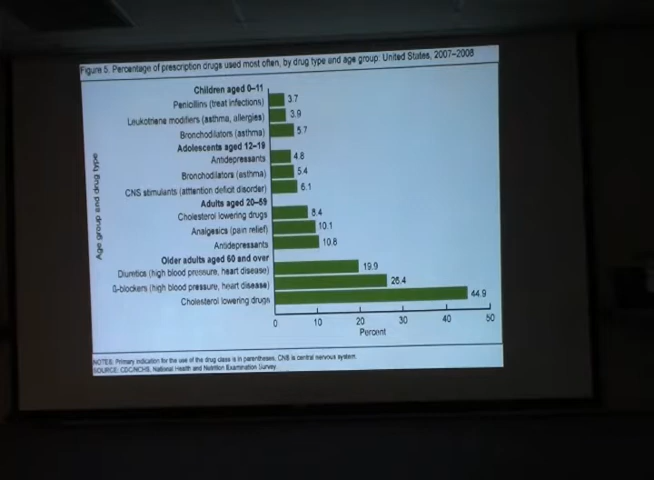 Figure 5. Percentage of prescription drugs used most often, by drug type and age group: United States, 2007–2008
Age group and drug type
Children aged 0–11
Penicillins (treat infections) 3.7
Leukotriene modifiers (asthma, allergies) 3.9
Bronchodilators (asthma) 5.7
Adolescents aged 12–19
Antidepressants 4.8
Bronchodilators (asthma) 5.4
CNS stimulants (attention deficit disorder) 6.1
Adults aged 20–59
Cholesterol lowering drugs 8.4
Analgesics (pain relief) 10.1
Antidepressants 10.8
Older adults aged 60 and over
Diuretics (high blood pressure, heart disease) 19.9
ß-blockers (high blood pressure, heart disease) 26.4
Cholesterol lowering drugs 44.9
0 10 20 30 40 50
Percent
NOTES: Primary indication for the use of the drug class is in parentheses. CNS is central nervous system.
SOURCE: CDC/NCHS, National Health and Nutrition Examination Survey.